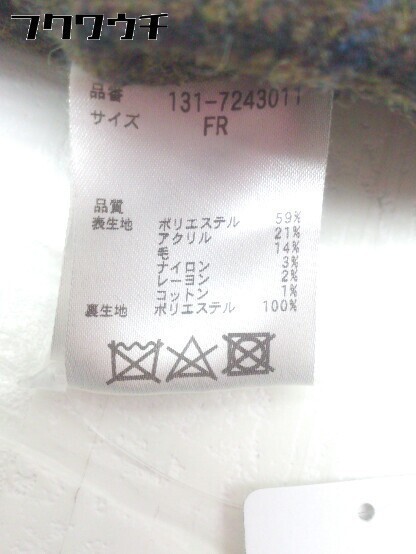 フクワウチ
品番 131-7243011
サイズ FR
品質
表生地 ポリエステル 59%
アクリル 21%
毛 14%
ナイロン 3%
レーヨン 2%
コットン 1%
裏生地 ポリエステル 100%